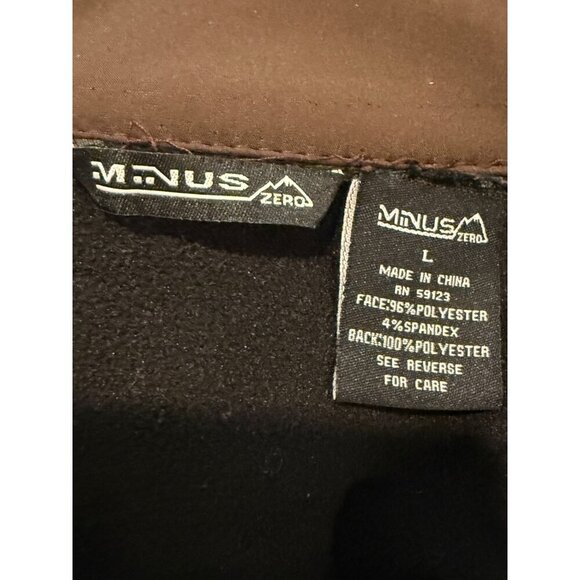 MINUS
ZERO
MINUS
ZERO
L
MADE IN CHINA
RN 59123
FACE:96%POLYESTER
4%SPANDEX
BACK:100%POLYESTER
SEE REVERSE
FOR CARE